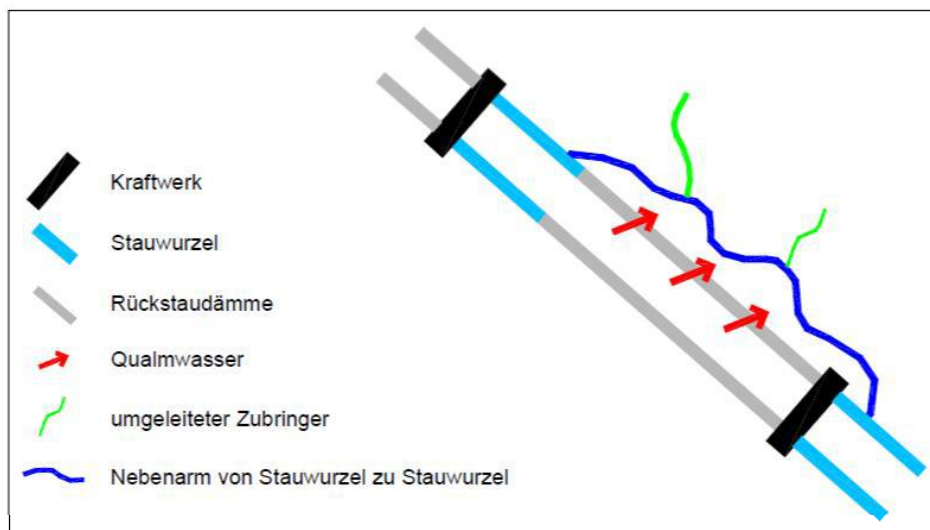 Kraftwerk
Stauwurzel
Rückstaudämme
Qualmwasser
umgeleiteter Zubringer
Nebenarm von Stauwurzel zu Stauwurzel